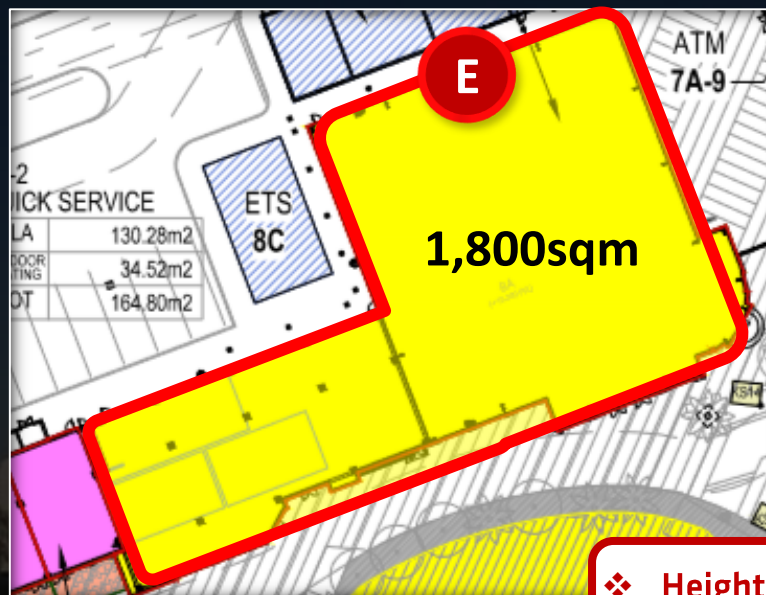 E
ATM
7A-9
-2
ICK SERVICE
LA 130.28m2
DOOR
TING 34.52m2
OT 164.80m2
ETS
8C
1,800sqm
❖ Height